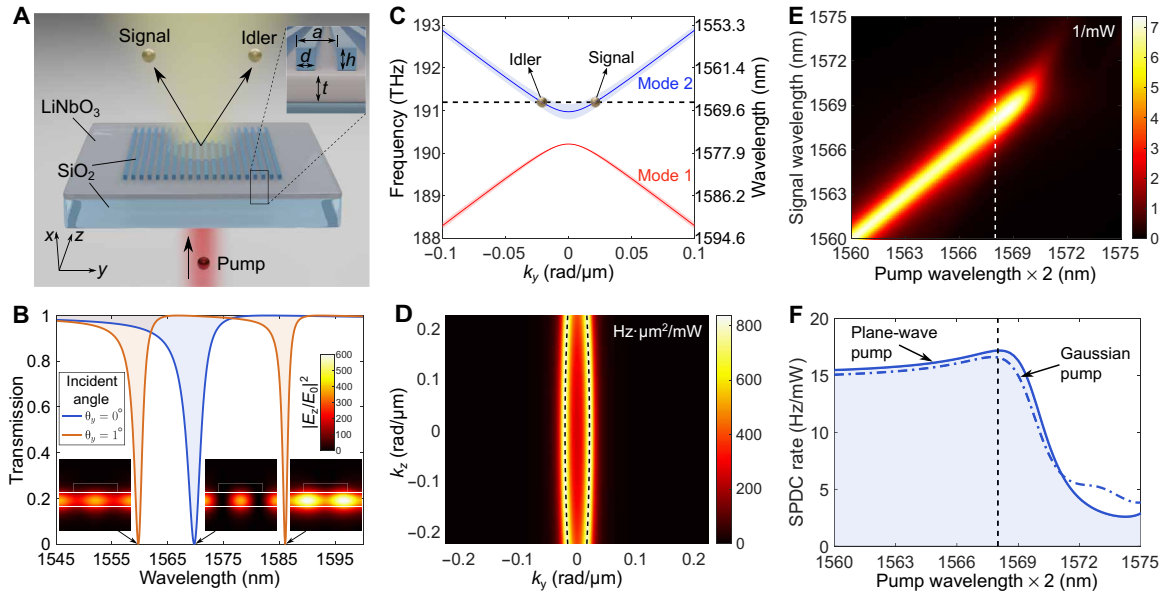 A
Signal
Idler
a
d
h
t
LiNbO3
SiO2
x
z
y
Pump
B
Transmission
1
0.8
0.6
0.4
0.2
0
Incident
angle
θy = 0°
θy = 1°
|Ez/E0|²
600
500
400
300
200
100
0
1545
1555
1565
1575
1585
1595
Wavelength (nm)
C
Frequency (THz)
193
192
191
190
189
188
Idler
Signal
Mode 2
Mode 1
1553.3
1561.4
1569.6
1577.9
1586.2
1594.6
Wavelength (nm)
−0.1
−0.05
0
0.05
0.1
ky (rad/μm)
D
Hz·μm²/mW
kz (rad/μm)
0.2
0.1
0
−0.1
−0.2
−0.2
−0.1
0
0.1
0.2
ky (rad/μm)
800
600
400
200
0
E
1/mW
Signal wavelength (nm)
1575
1572
1569
1566
1563
1560
1560
1563
1566
1569
1572
1575
Pump wavelength × 2 (nm)
7
6
5
4
3
2
1
0
F
SPDC rate (Hz/mW)
20
15
10
5
0
Plane-wave
pump
Gaussian
pump
1560
1563
1566
1569
1572
1575
Pump wavelength × 2 (nm)